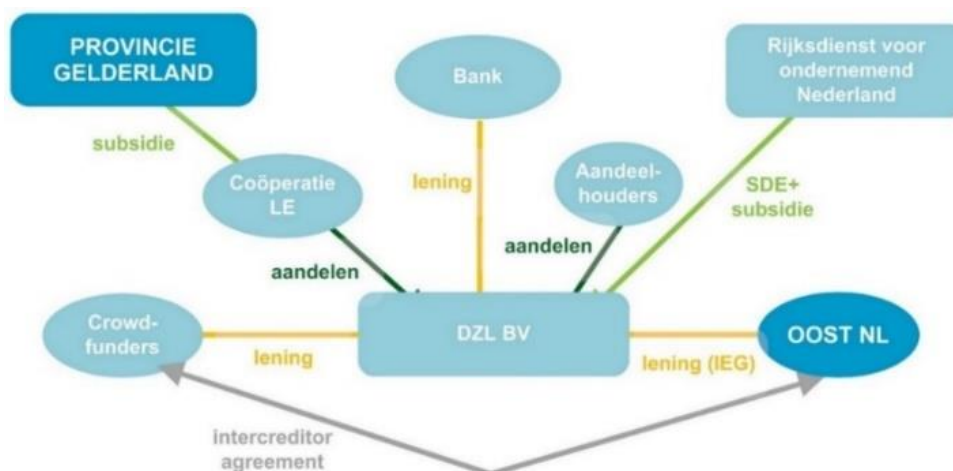 PROVINCIE
GELDERLAND
Bank
Rijksdienst voor
ondernemend
Nederland
subsidie
Coöperatie
LE
lening
Aandeel-
houders
SDE+
subsidie
aandelen
aandelen
Crowd-
funders
lening
DZL BV
lening (IEG)
OOST NL
intercreditor
agreement